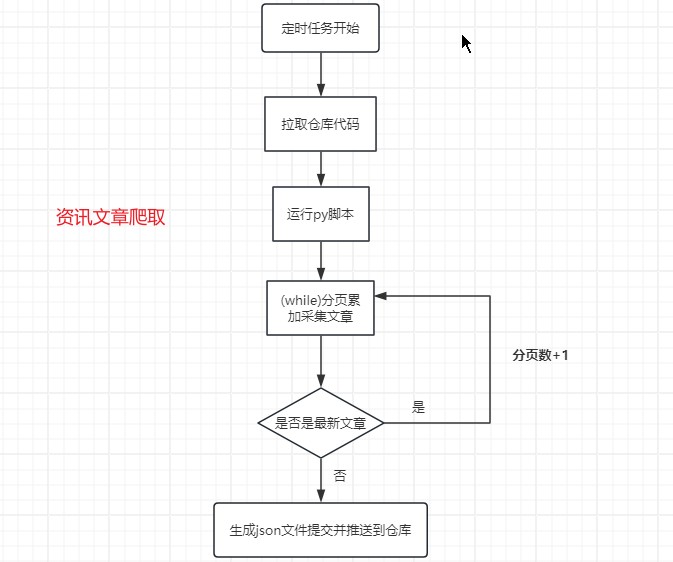 定时任务开始
拉取仓库代码
资讯文章爬取
运行py脚本
(while)分页累
加采集文章
分页数+1
是
是否是最新文章
否
生成json文件提交并推送到仓库